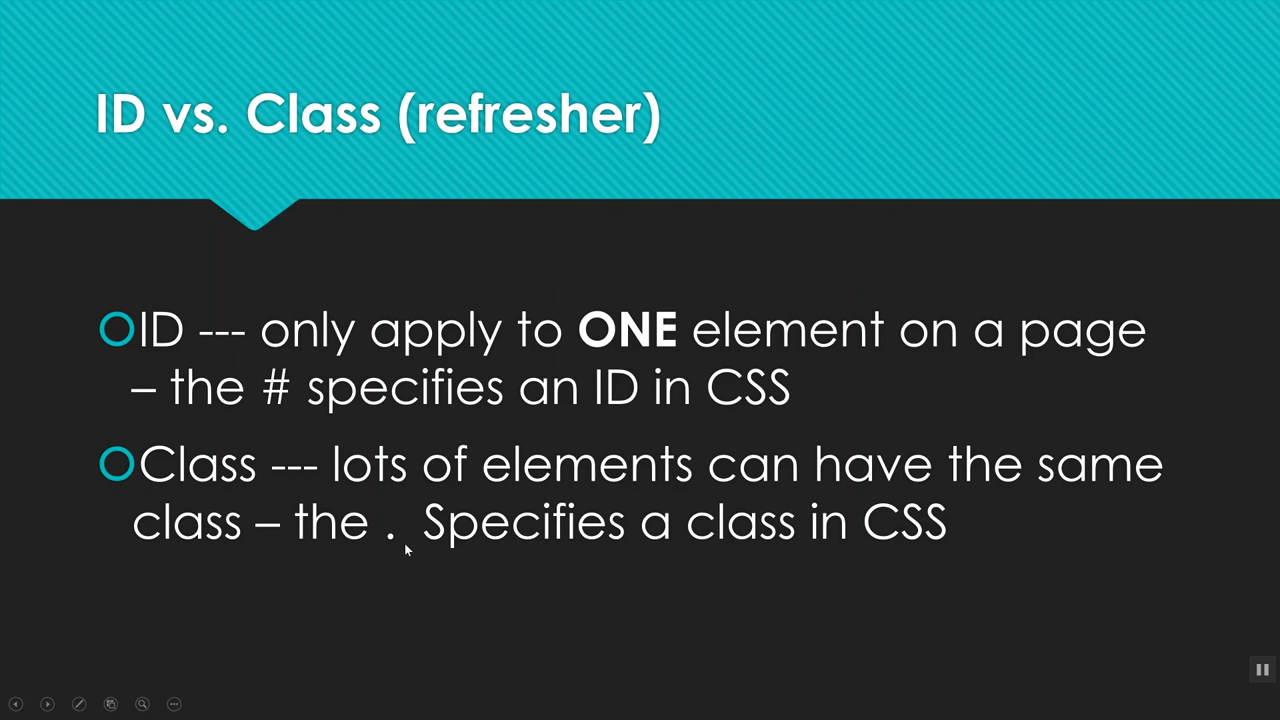 ID vs. Class (refresher)
ID --- only apply to ONE element on a page
– the # specifies an ID in CSS
Class --- lots of elements can have the same
class – the .  Specifies a class in CSS